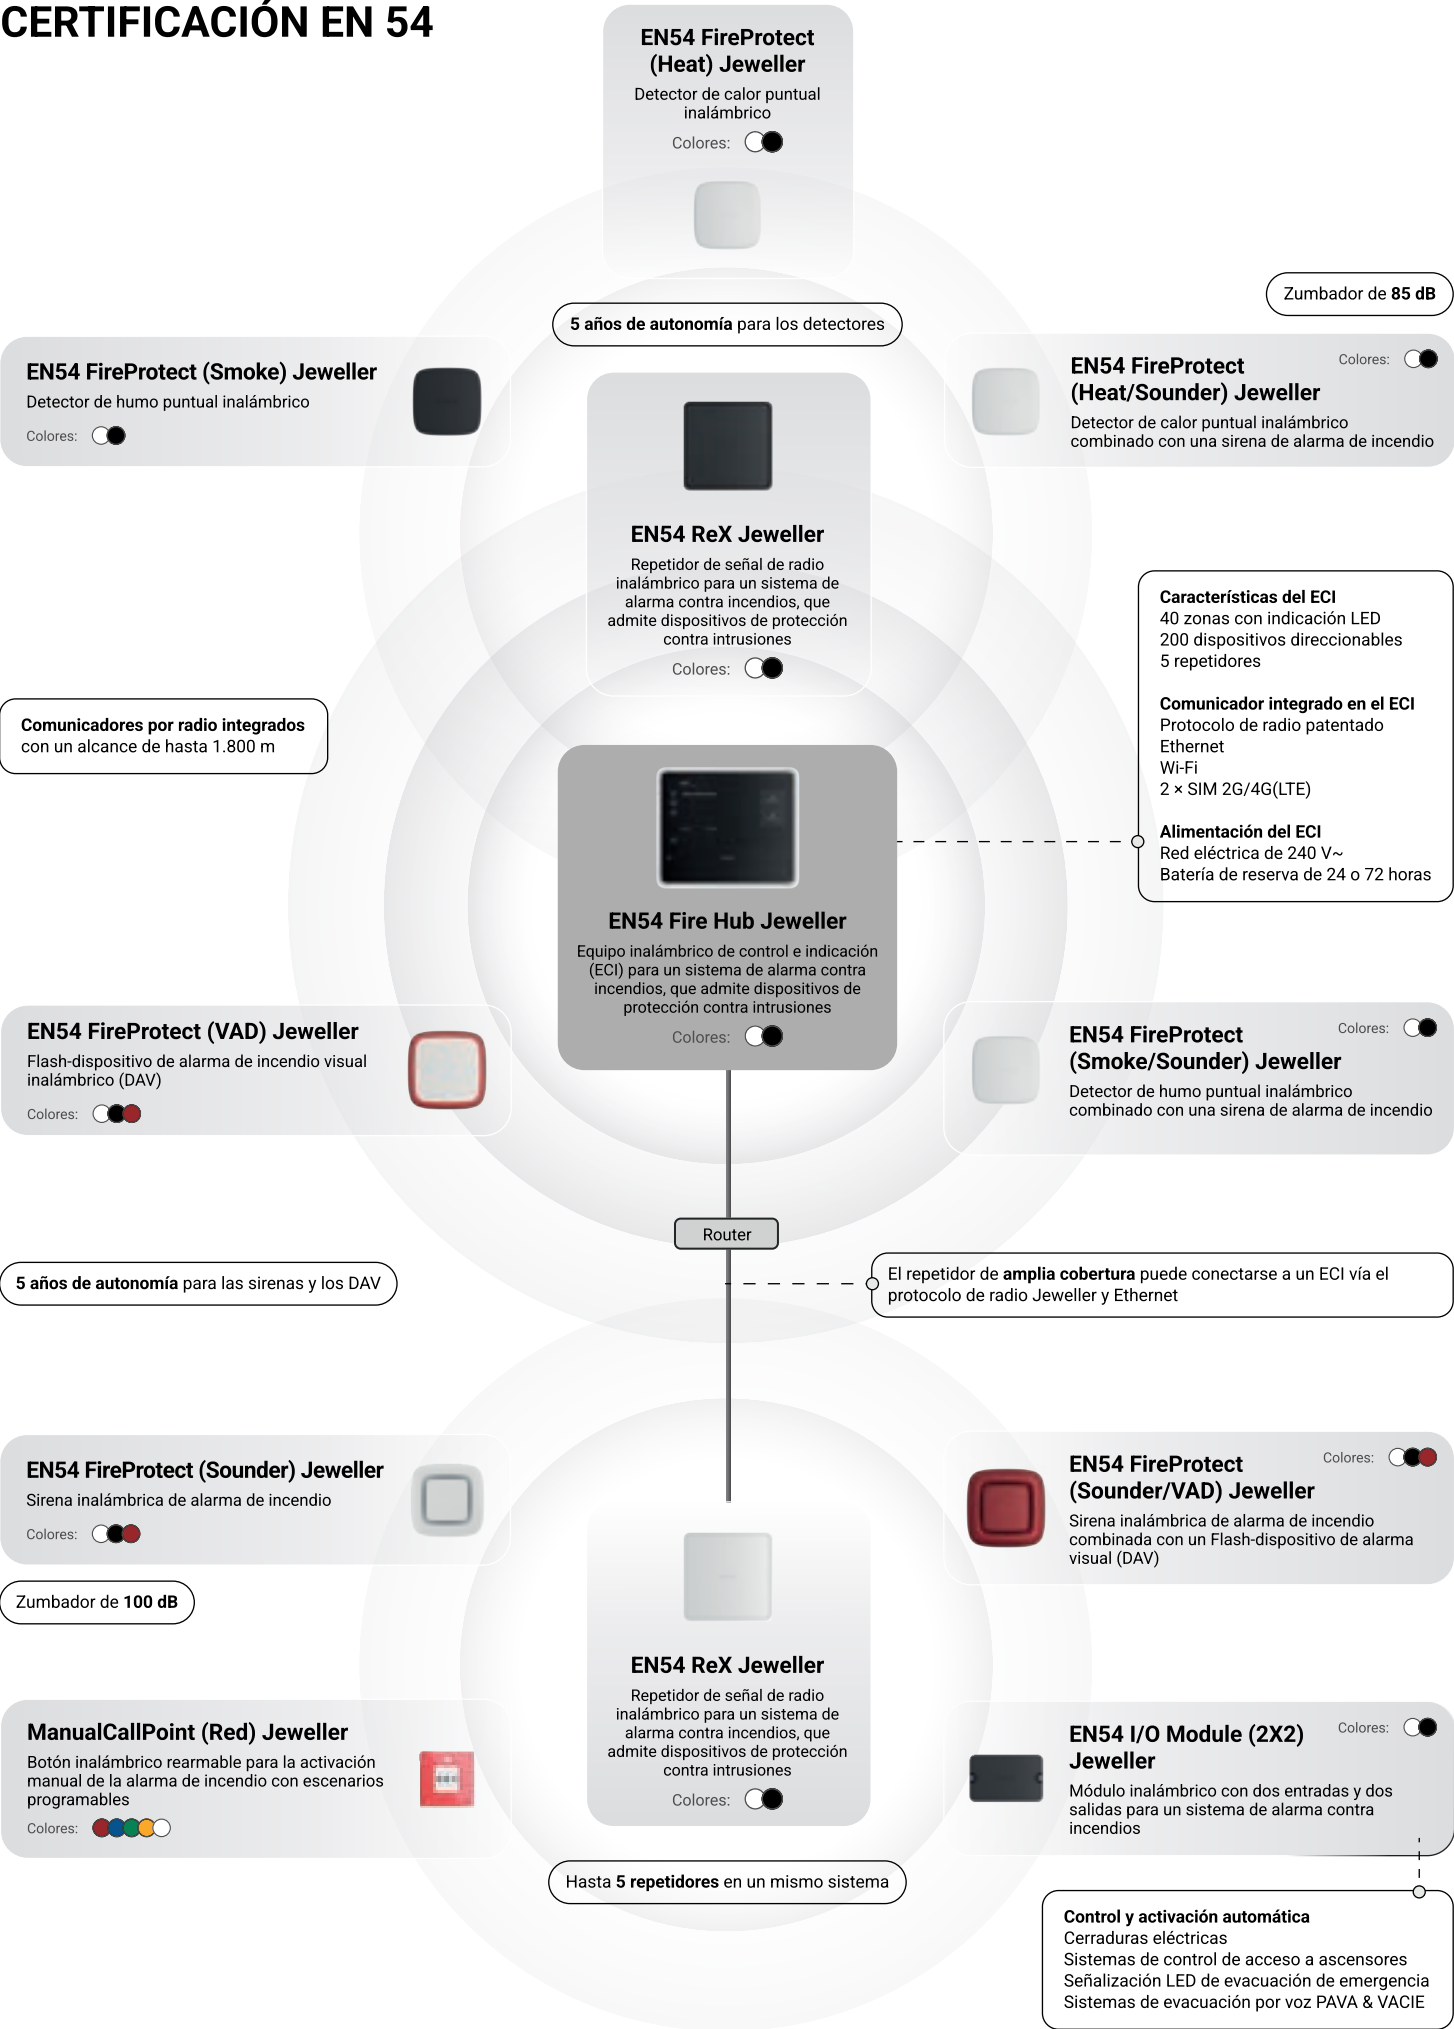 CERTIFICACIÓN EN 54
EN54 FireProtect
(Heat) Jeweller
Detector de calor puntual
inalámbrico
Colores:
Zumbador de 85 dB
5 años de autonomía para los detectores
EN54 FireProtect (Smoke) Jeweller
Detector de humo puntual inalámbrico
Colores:
EN54 FireProtect
(Heat/Sounder) Jeweller
Colores:
Detector de calor puntual inalámbrico
combinado con una sirena de alarma de incendio
EN54 ReX Jeweller
Repetidor de señal de radio
inalámbrico para un sistema de
alarma contra incendios, que
admite dispositivos de protección
contra intrusiones
Colores:
Características del ECI
40 zonas con indicación LED
200 dispositivos direccionables
5 repetidores
Comunicador integrado en el ECI
Protocolo de radio patentado
Ethernet
Wi-Fi
2 × SIM 2G/4G(LTE)
Alimentación del ECI
Red eléctrica de 240 V~
Batería de reserva de 24 o 72 horas
Comunicadores por radio integrados
con un alcance de hasta 1.800 m
EN54 Fire Hub Jeweller
Equipo inalámbrico de control e indicación
(ECI) para un sistema de alarma contra
incendios, que admite dispositivos de
protección contra intrusiones
Colores:
EN54 FireProtect (VAD) Jeweller
Flash-dispositivo de alarma de incendio visual
inalámbrico (DAV)
Colores:
EN54 FireProtect
(Smoke/Sounder) Jeweller
Colores:
Detector de humo puntual inalámbrico
combinado con una sirena de alarma de incendio
Router
5 años de autonomía para las sirenas y los DAV
El repetidor de amplia cobertura puede conectarse a un ECI vía el
protocolo de radio Jeweller y Ethernet
EN54 FireProtect (Sounder) Jeweller
Sirena inalámbrica de alarma de incendio
Colores:
Zumbador de 100 dB
EN54 FireProtect
(Sounder/VAD) Jeweller
Colores:
Sirena inalámbrica de alarma de incendio
combinada con un Flash-dispositivo de alarma
visual (DAV)
EN54 ReX Jeweller
Repetidor de señal de radio
inalámbrico para un sistema de
alarma contra incendios, que
admite dispositivos de protección
contra intrusiones
Colores:
ManualCallPoint (Red) Jeweller
Botón inalámbrico rearmable para la activación
manual de la alarma de incendio con escenarios
programables
Colores:
EN54 I/O Module (2X2)
Jeweller
Colores:
Módulo inalámbrico con dos entradas y dos
salidas para un sistema de alarma contra
incendios
Hasta 5 repetidores en un mismo sistema
Control y activación automática
Cerraduras eléctricas
Sistemas de control de acceso a ascensores
Señalización LED de evacuación de emergencia
Sistemas de evacuación por voz PAVA & VACIE